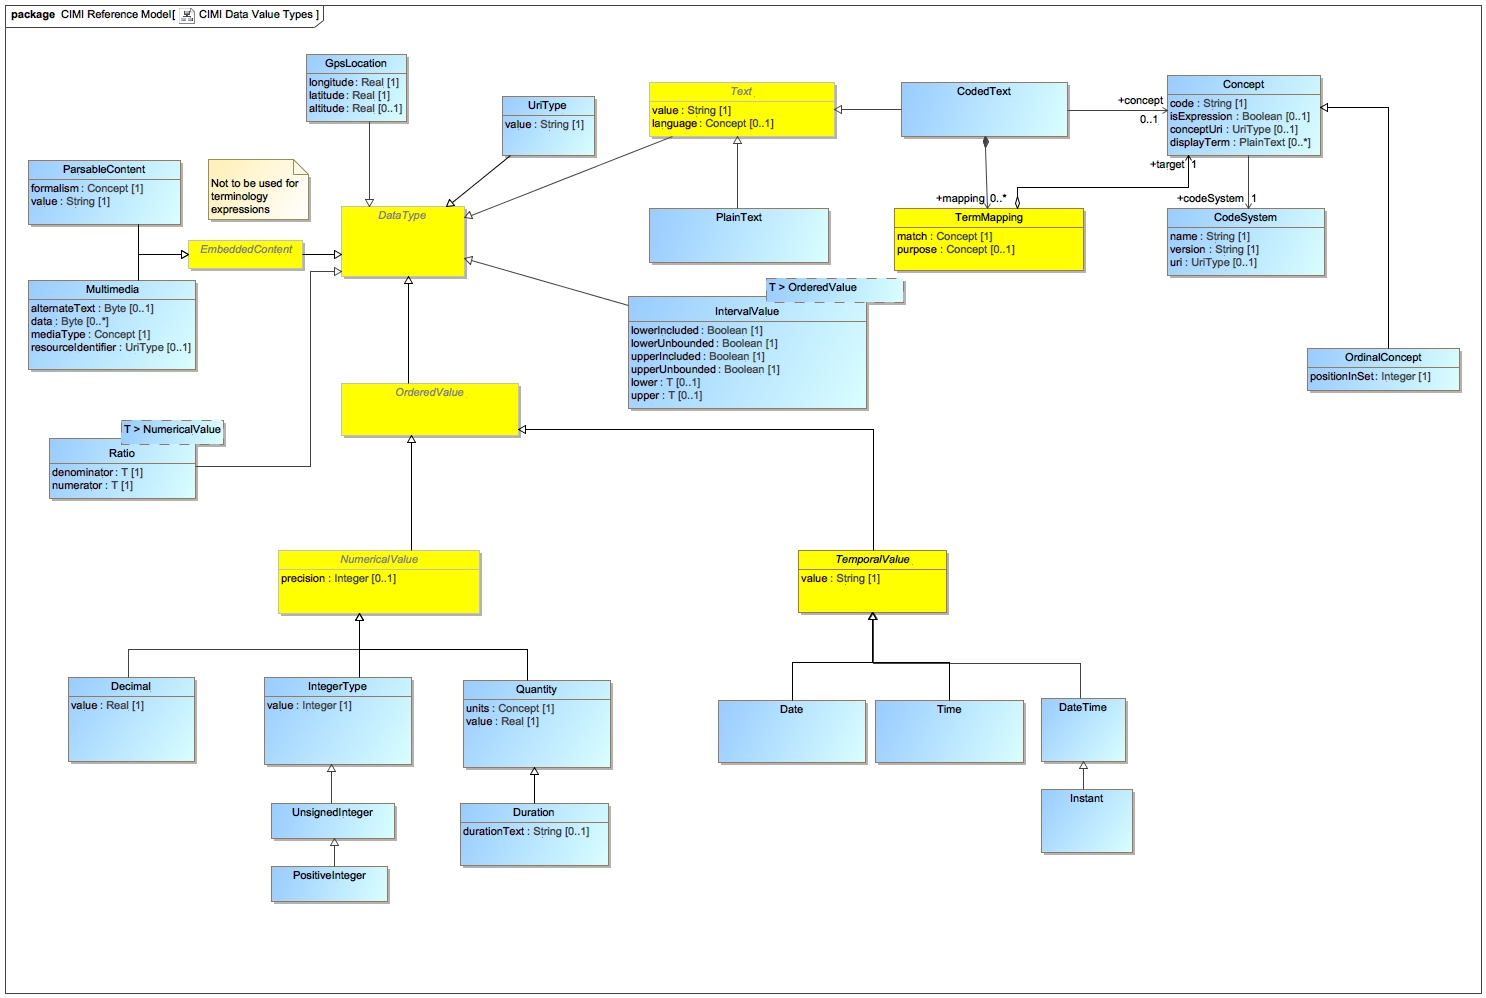 package CIMI Reference Model[ CIMI Data Value Types ]
GpsLocation
longitude : Real [1]
latitude : Real [1]
altitude : Real [0..1]
UriType
value : String [1]
Text
value : String [1]
language : Concept [0..1]
CodedText
+concept
0..1
Concept
code : String [1]
isExpression : Boolean [0..1]
conceptUri : UriType [0..1]
displayTerm : PlainText [0..*]
ParsableContent
formalism : Concept [1]
value : String [1]
Not to be used for
terminology
expressions
EmbeddedContent
DataType
PlainText
+mapping 0..*
+target 1
TermMapping
match : Concept [1]
purpose : Concept [0..1]
+codeSystem 1
CodeSystem
name : String [1]
version : String [1]
uri : UriType [0..1]
Multimedia
alternateText : Byte [0..1]
data : Byte [0..*]
mediaType : Concept [1]
resourceIdentifier : UriType [0..1]
T > OrderedValue
IntervalValue
lowerIncluded : Boolean [1]
lowerUnbounded : Boolean [1]
upperIncluded : Boolean [1]
upperUnbounded : Boolean [1]
lower : T [0..1]
upper : T [0..1]
OrdinalConcept
positionInSet : Integer [1]
OrderedValue
T > NumericalValue
Ratio
denominator : T [1]
numerator : T [1]
NumericalValue
precision : Integer [0..1]
TemporalValue
value : String [1]
Decimal
value : Real [1]
IntegerType
value : Integer [1]
Quantity
units : Concept [1]
value : Real [1]
Date
Time
DateTime
UnsignedInteger
Duration
durationText : String [0..1]
Instant
PositiveInteger